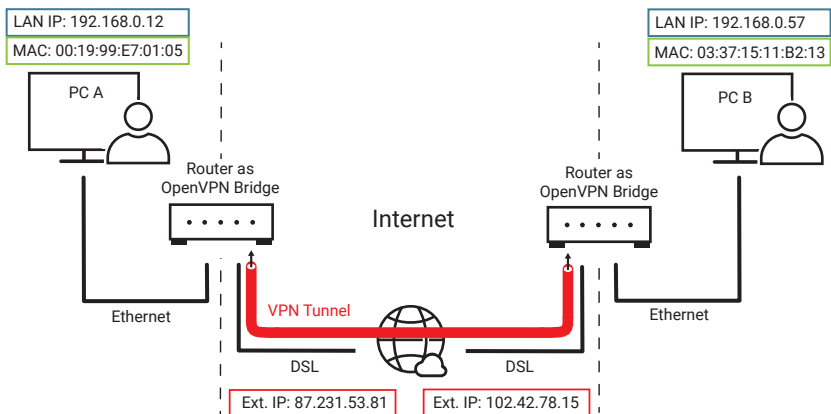 LAN IP: 192.168.0.12
MAC: 00:19:99:E7:01:05
PC A
LAN IP: 192.168.0.57
MAC: 03:37:15:11:B2:13
PC B
Router as
OpenVPN Bridge
Router as
OpenVPN Bridge
Internet
Ethernet
VPN Tunnel
Ethernet
DSL
DSL
Ext. IP: 87.231.53.81
Ext. IP: 102.42.78.15